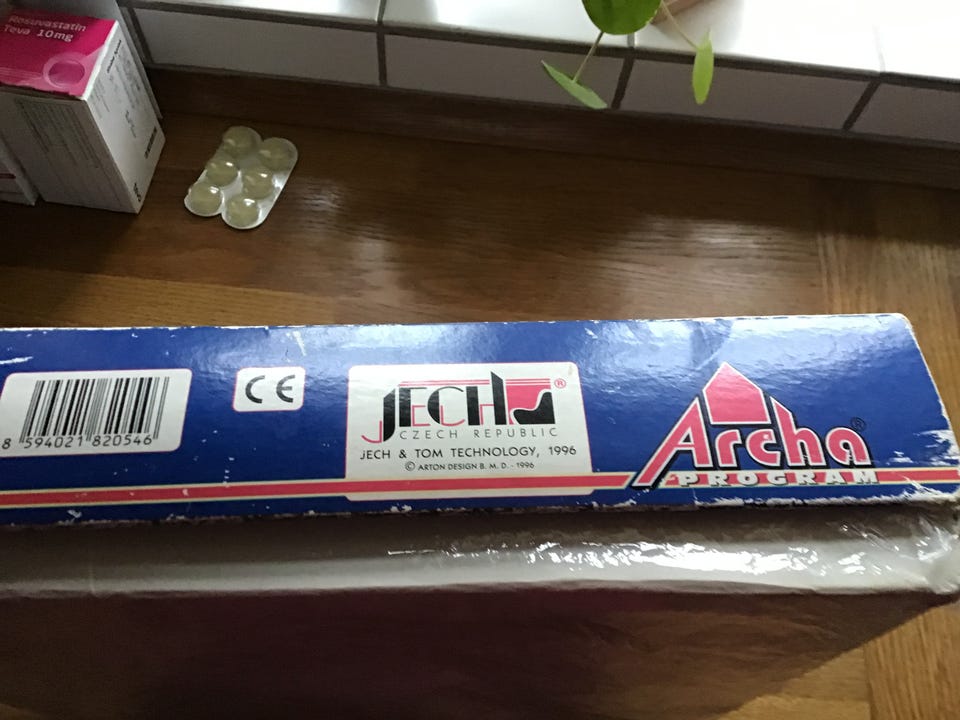 Rosuvastatin
Teva 10mg
8 594021 820546
CE
JECH®
CZECH REPUBLIC
JECH & TOM TECHNOLOGY, 1996
© ARTON DESIGN B. M. D. - 1996
Archa®
PROGRAM